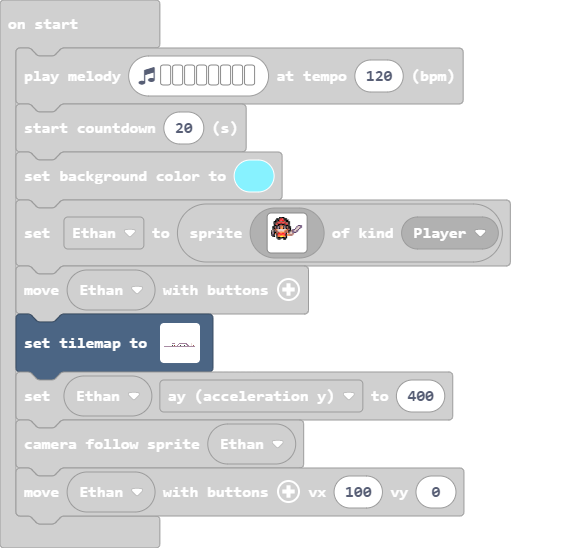 on start
play melody at tempo 120 (bpm)
start countdown 20 (s)
set background color to
set Ethan to sprite of kind Player
move Ethan with buttons
set tilemap to
set Ethan ay (acceleration y) to 400
camera follow sprite Ethan
move Ethan with buttons vx 100 vy 0